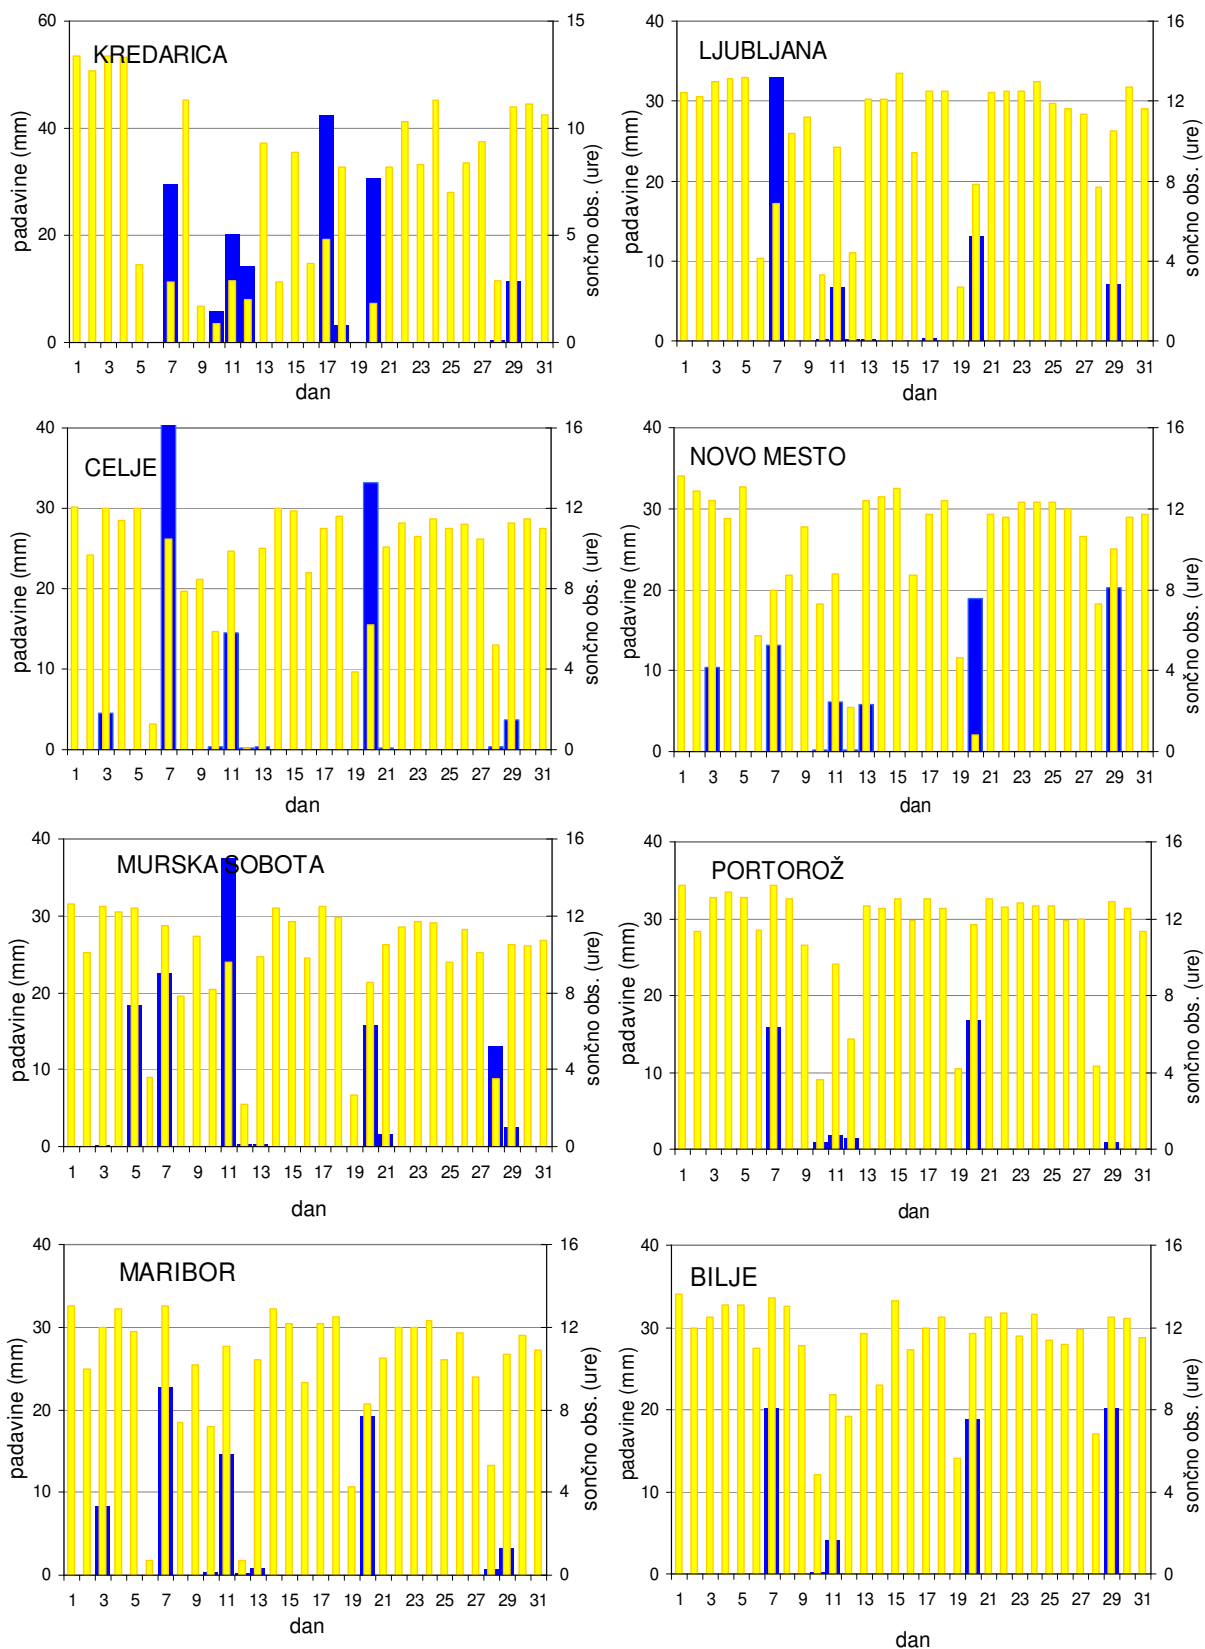 KREDARICA
padavine (mm)
60
40
20
0
15
10
5
0
sončno obs. (ure)
1 3 5 7 9 11 13 15 17 19 21 23 25 27 29 31
dan
LJUBLJANA
padavine (mm)
40
30
20
10
0
16
12
8
4
0
sončno obs. (ure)
1 3 5 7 9 11 13 15 17 19 21 23 25 27 29 31
dan
CELJE
padavine (mm)
40
30
20
10
0
16
12
8
4
0
sončno obs. (ure)
1 3 5 7 9 11 13 15 17 19 21 23 25 27 29 31
dan
NOVO MESTO
padavine (mm)
40
30
20
10
0
16
12
8
4
0
sončno obs. (ure)
1 3 5 7 9 11 13 15 17 19 21 23 25 27 29 31
dan
MURSKA SOBOTA
padavine (mm)
40
30
20
10
0
16
12
8
4
0
sončno obs. (ure)
1 3 5 7 9 11 13 15 17 19 21 23 25 27 29 31
dan
PORTOROŽ
padavine (mm)
40
30
20
10
0
16
12
8
4
0
sončno obs. (ure)
1 3 5 7 9 11 13 15 17 19 21 23 25 27 29 31
dan
MARIBOR
padavine (mm)
40
30
20
10
0
16
12
8
4
0
sončno obs. (ure)
1 3 5 7 9 11 13 15 17 19 21 23 25 27 29 31
dan
BILJE
padavine (mm)
40
30
20
10
0
16
12
8
4
0
sončno obs. (ure)
1 3 5 7 9 11 13 15 17 19 21 23 25 27 29 31
dan